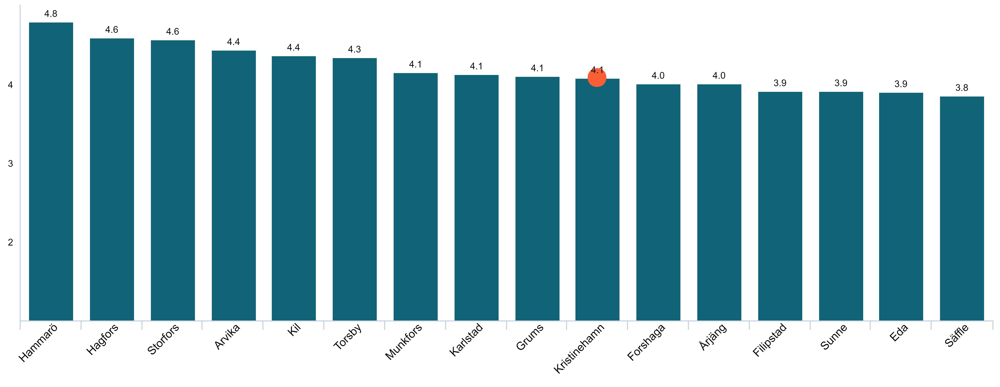 4.8
4.6
4.6
4.4
4.4
4.3
4.1
4.1
4.1
4.1
4.0
4.0
3.9
3.9
3.9
3.8
4
3
2
Hammarö
Hagfors
Storfors
Arvika
Kil
Torsby
Munkfors
Karlstad
Grums
Kristinehamn
Forshaga
Årjäng
Filipstad
Sunne
Eda
Säffle